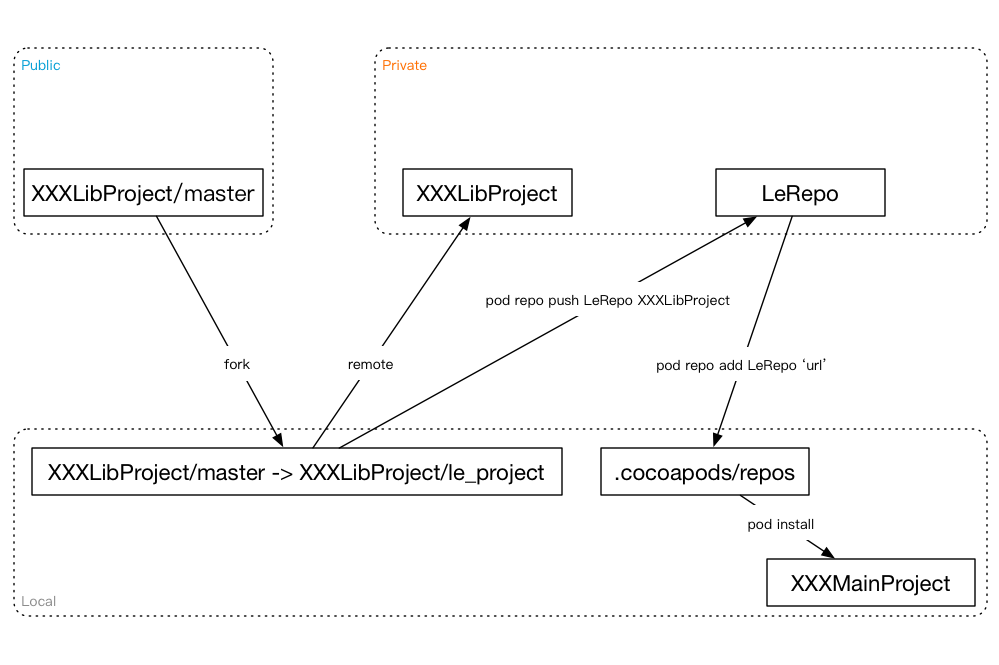 Public
Private
XXXLibProject/master
XXXLibProject
LeRepo
pod repo push LeRepo XXXLibProject
fork
remote
pod repo add LeRepo ‘url’
XXXLibProject/master -> XXXLibProject/le_project
.cocoapods/repos
pod install
XXXMainProject
Local